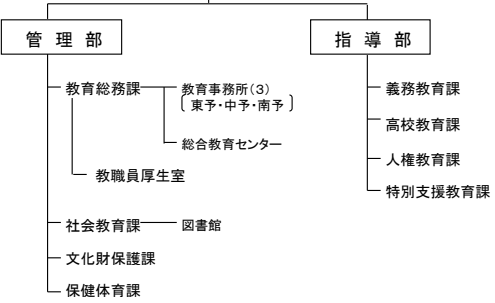 管理部
指導部
教育総務課
教育事務所(3)
〔東予・中予・南予〕
総合教育センター
教職員厚生室
社会教育課
図書館
文化財保護課
保健体育課
義務教育課
高校教育課
人権教育課
特別支援教育課